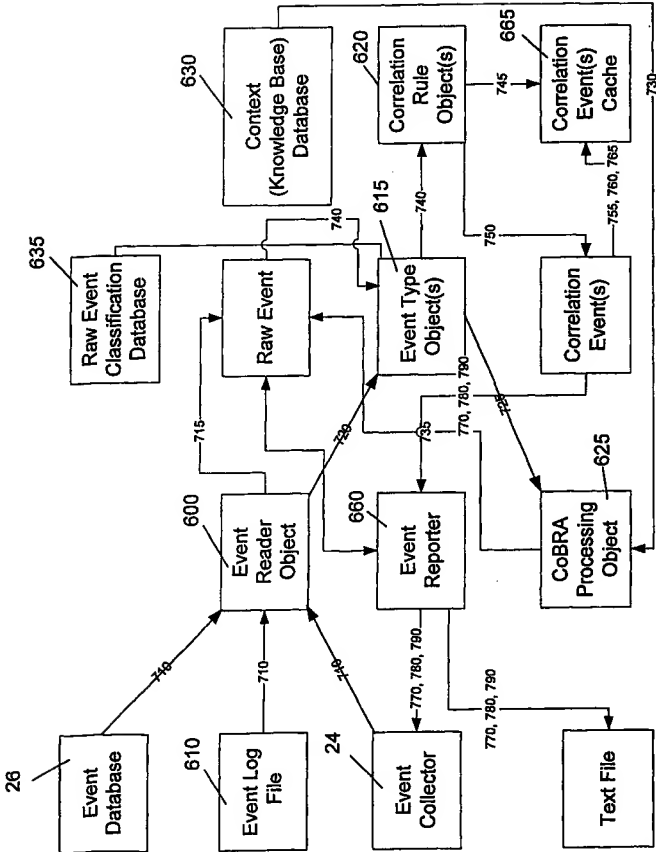 26
Event
Database
610
Event Log
File
24
Event
Collector
Text File
710
710
710
600
Event
Reader
Object
660
Event
Reporter
CoBRA
Processing
Object
625
715
720
735
725
770, 780, 790
770, 780, 790
770, 780, 790
635
Raw Event
Classification
Database
Raw Event
740
615
Event Type
Object(s)
Correlation
Event(s)
630
Context
(Knowledge Base)
Database
620
Correlation
Rule
Object(s)
740
745
750
755, 760, 765
665
Correlation
Event(s)
Cache
730